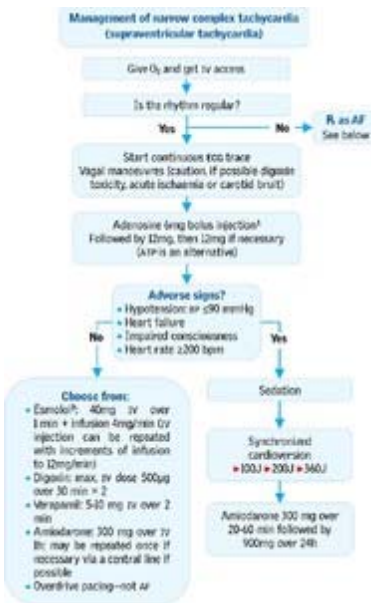 Management of narrow complex tachycardia
(supraventricular tachycardia)
Give O₂ and get IV access
Is the rhythm regular?
Yes
No
℞ as AF
See below
Start continuous ECG trace
Vagal manoeuvres (caution, if possible digoxin
toxicity, acute ischaemia or carotid bruit)
Adenosine 6mg bolus injection
Followed by 12mg, then 12mg if necessary
(ATP is an alternative)
Adverse signs?
• Hypotension: BP ≤90 mmHg
• Heart failure
• Impaired consciousness
• Heart rate ≥200 bpm
No
Yes
Choose from:
• Esmolol: 40mg IV over
1 min + infusion 4mg/min (IV
injection can be repeated
with increments of infusion
to 12mg/min)
• Digoxin: max. IV dose 500µg
over 30 min × 2
• Verapamil: 5-10 mg IV over 2
min
• Amiodarone: 300 mg over IV
1h; may be repeated once if
necessary via a central line if
possible
• Overdrive pacing—not AF
Sedation
Synchronized
cardioversion
►100J ►200J ►360J
Amiodarone 300 mg over
20-60 min followed by
900mg over 24h